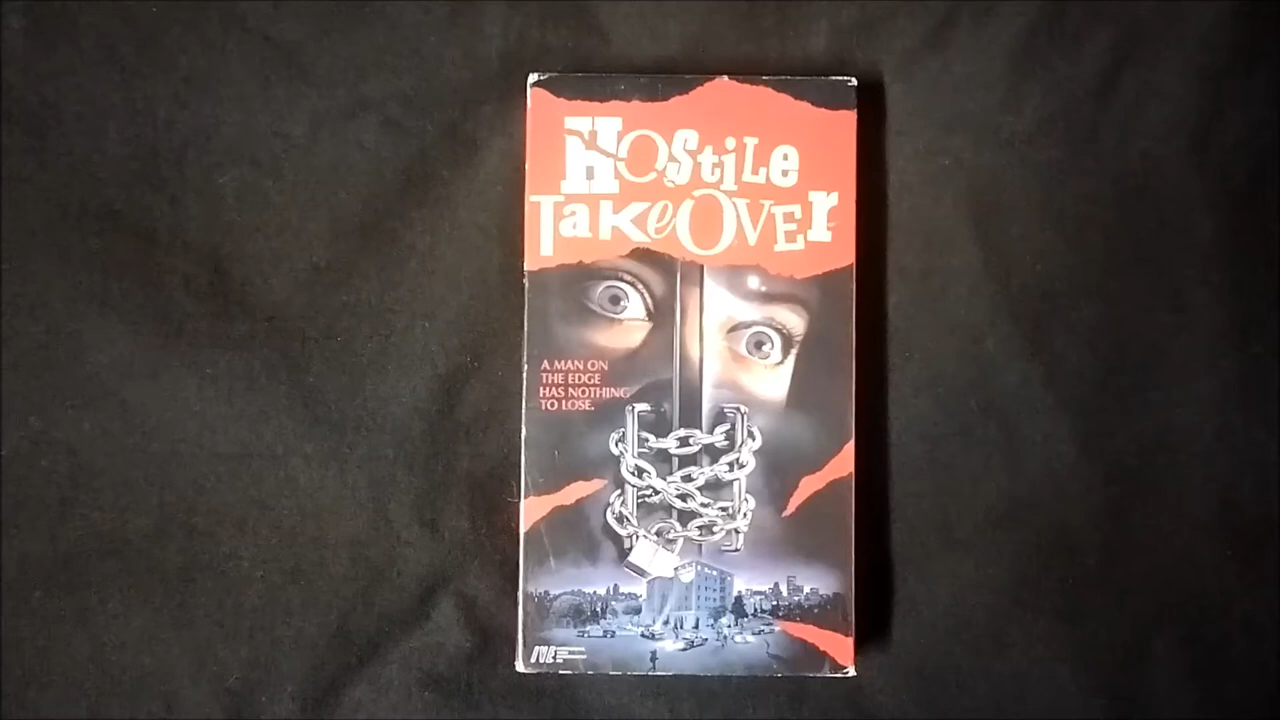 HOStiLe
TaKeOVEr
A MAN ON
THE EDGE
HAS NOTHING
TO LOSE.
IVE